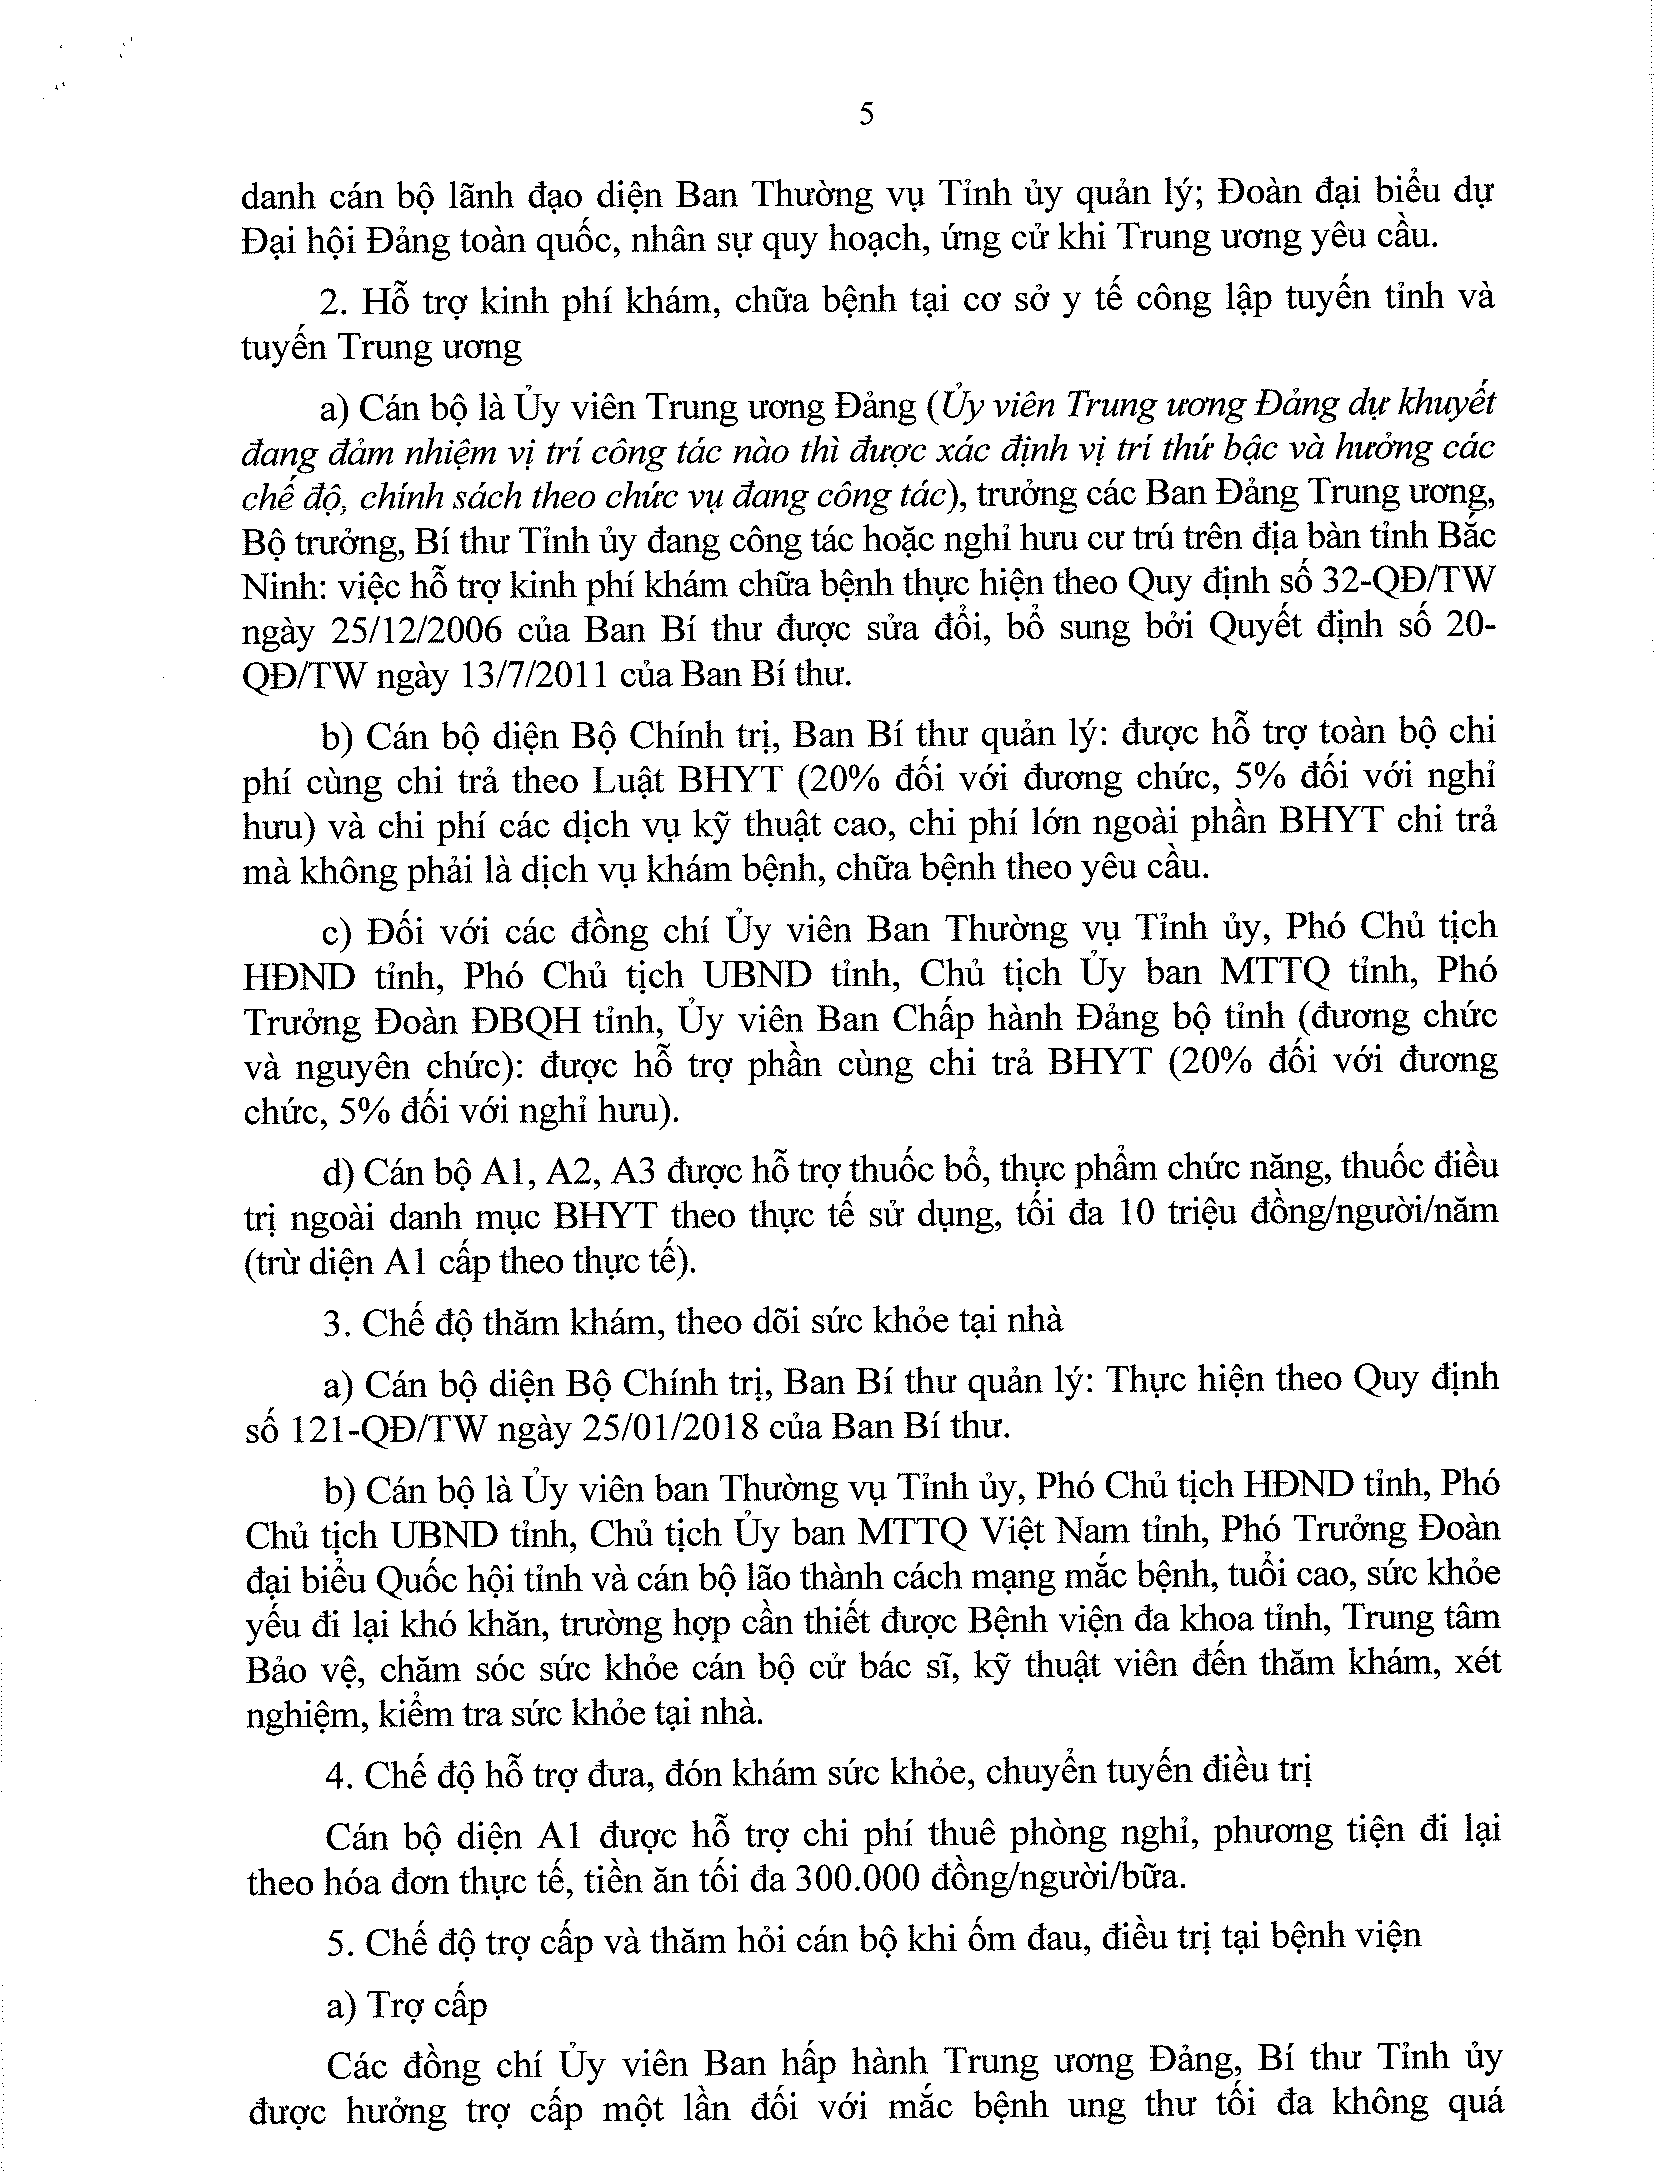 5
danh cán bộ lãnh đạo diện Ban Thường vụ Tỉnh ủy quản lý; Đoàn đại biểu dự
Đại hội Đảng toàn quốc, nhân sự quy hoạch, ứng cử khi Trung ương yêu cầu.
2. Hỗ trợ kinh phí khám, chữa bệnh tại cơ sở y tế công lập tuyến tỉnh và
tuyến Trung ương
a) Cán bộ là Ủy viên Trung ương Đảng (Ủy viên Trung ương Đảng dự khuyết
đang đảm nhiệm vị trí công tác nào thì được xác định vị trí thứ bậc và hưởng các
chế độ, chính sách theo chức vụ đang công tác), trưởng các Ban Đảng Trung ương,
Bộ trưởng, Bí thư Tỉnh ủy đang công tác hoặc nghỉ hưu cư trú trên địa bàn tỉnh Bắc
Ninh: việc hỗ trợ kinh phí khám chữa bệnh thực hiện theo Quy định số 32-QĐ/TW
ngày 25/12/2006 của Ban Bí thư được sửa đổi, bổ sung bởi Quyết định số 20-
QĐ/TW ngày 13/7/2011 của Ban Bí thư.
b) Cán bộ diện Bộ Chính trị, Ban Bí thư quản lý: được hỗ trợ toàn bộ chi
phí cùng chi trả theo Luật BHYT (20% đối với đương chức, 5% đối với nghỉ
hưu) và chi phí các dịch vụ kỹ thuật cao, chi phí lớn ngoài phần BHYT chi trả
mà không phải là dịch vụ khám bệnh, chữa bệnh theo yêu cầu.
c) Đối với các đồng chí Ủy viên Ban Thường vụ Tỉnh ủy, Phó Chủ tịch
HĐND tỉnh, Phó Chủ tịch UBND tỉnh, Chủ tịch Ủy ban MTTQ tỉnh, Phó
Trưởng Đoàn ĐBQH tỉnh, Ủy viên Ban Chấp hành Đảng bộ tỉnh (đương chức
và nguyên chức): được hỗ trợ phần cùng chi trả BHYT (20% đối với đương
chức, 5% đối với nghỉ hưu).
d) Cán bộ A1, A2, A3 được hỗ trợ thuốc bổ, thực phẩm chức năng, thuốc điều
trị ngoài danh mục BHYT theo thực tế sử dụng, tối đa 10 triệu đồng/người/năm
(trừ diện A1 cấp theo thực tế).
3. Chế độ thăm khám, theo dõi sức khỏe tại nhà
a) Cán bộ diện Bộ Chính trị, Ban Bí thư quản lý: Thực hiện theo Quy định
số 121-QĐ/TW ngày 25/01/2018 của Ban Bí thư.
b) Cán bộ là Ủy viên ban Thường vụ Tỉnh ủy, Phó Chủ tịch HĐND tỉnh, Phó
Chủ tịch UBND tỉnh, Chủ tịch Ủy ban MTTQ Việt Nam tỉnh, Phó Trưởng Đoàn
đại biểu Quốc hội tỉnh và cán bộ lão thành cách mạng mắc bệnh, tuổi cao, sức khỏe
yếu đi lại khó khăn, trường hợp cần thiết được Bệnh viện đa khoa tỉnh, Trung tâm
Bảo vệ, chăm sóc sức khỏe cán bộ cử bác sĩ, kỹ thuật viên đến thăm khám, xét
nghiệm, kiểm tra sức khỏe tại nhà.
4. Chế độ hỗ trợ đưa, đón khám sức khỏe, chuyển tuyến điều trị
Cán bộ diện A1 được hỗ trợ chi phí thuê phòng nghỉ, phương tiện đi lại
theo hóa đơn thực tế, tiền ăn tối đa 300.000 đồng/người/bữa.
5. Chế độ trợ cấp và thăm hỏi cán bộ khi ốm đau, điều trị tại bệnh viện
a) Trợ cấp
Các đồng chí Ủy viên Ban hấp hành Trung ương Đảng, Bí thư Tỉnh ủy
được hưởng trợ cấp một lần đối với mắc bệnh ung thư tối đa không quá